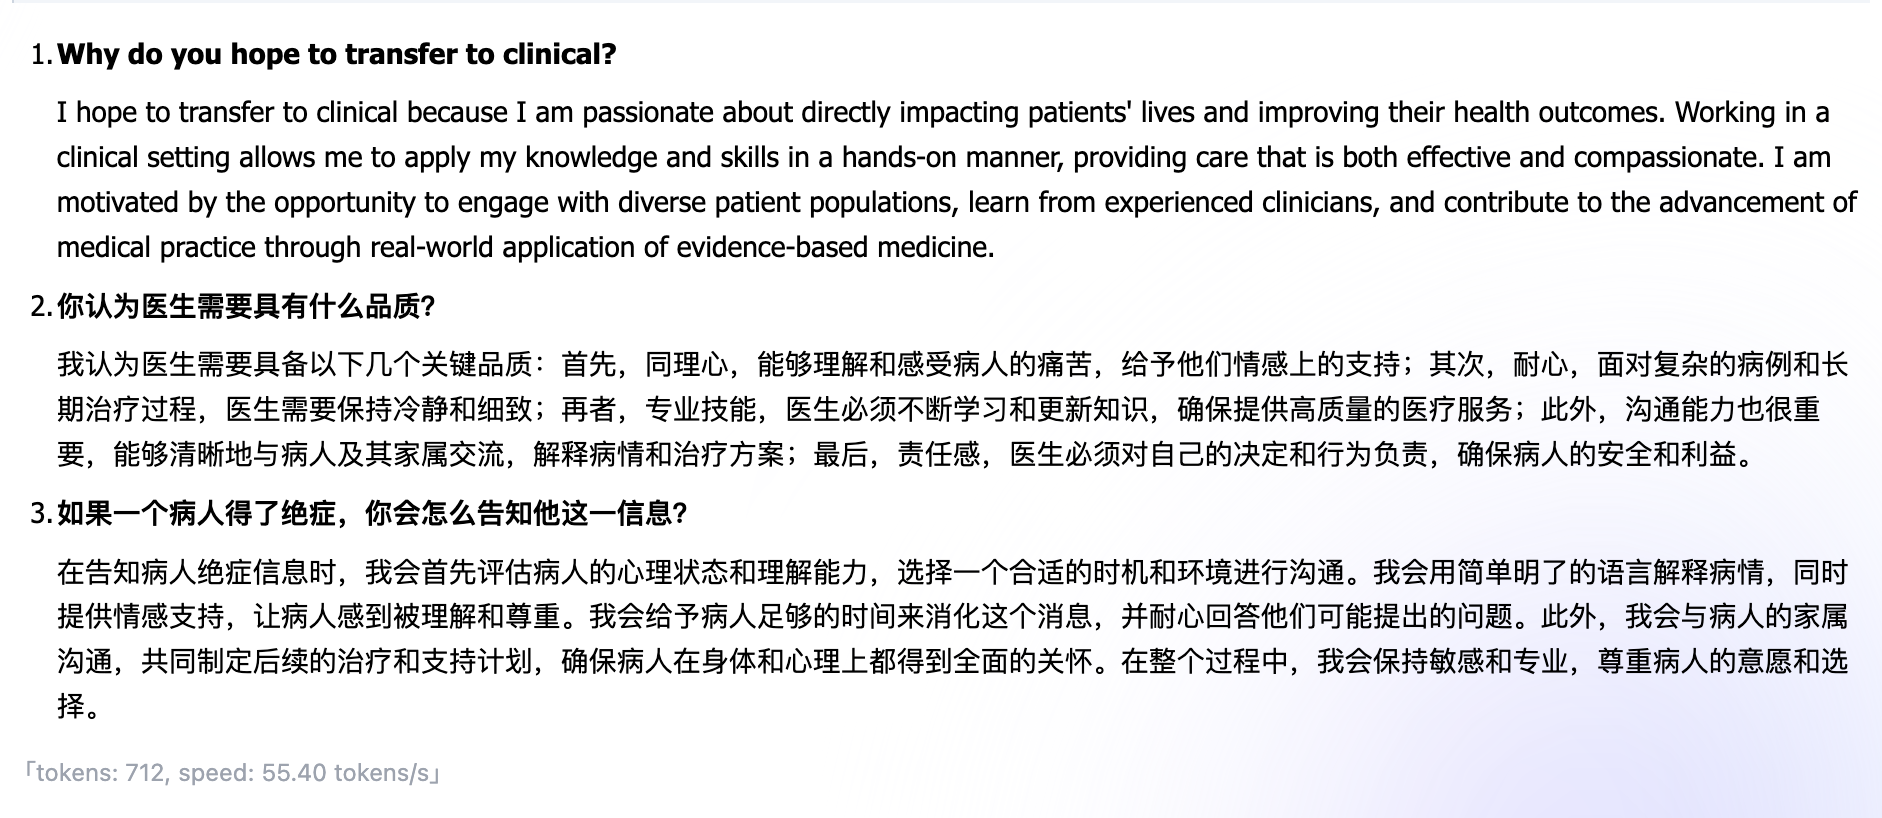 1. Why do you hope to transfer to clinical?
I hope to transfer to clinical because I am passionate about directly impacting patients' lives and improving their health outcomes. Working in a
clinical setting allows me to apply my knowledge and skills in a hands-on manner, providing care that is both effective and compassionate. I am
motivated by the opportunity to engage with diverse patient populations, learn from experienced clinicians, and contribute to the advancement of
medical practice through real-world application of evidence-based medicine.
2. 你认为医生需要具有什么品质？
我认为医生需要具备以下几个关键品质：首先，同理心，能够理解和感受病人的痛苦，给予他们情感上的支持；其次，耐心，面对复杂的病例和长
期治疗过程，医生需要保持冷静和细致；再者，专业技能，医生必须不断学习和更新知识，确保提供高质量的医疗服务；此外，沟通能力也很重
要，能够清晰地与病人及其家属交流，解释病情和治疗方案；最后，责任感，医生必须对自己的决定和行为负责，确保病人的安全和利益。
3. 如果一个病人得了绝症，你会怎么告知他这一信息？
在告知病人绝症信息时，我会首先评估病人的心理状态和理解能力，选择一个合适的时机和环境进行沟通。我会用简单明了的语言解释病情，同时
提供情感支持，让病人感到被理解和尊重。我会给予病人足够的时间来消化这个消息，并耐心回答他们可能提出的问题。此外，我会与病人的家属
沟通，共同制定后续的治疗和支持计划，确保病人在身体和心理上都得到全面的关怀。在整个过程中，我会保持敏感和专业，尊重病人的意愿和选
择。
「tokens: 712, speed: 55.40 tokens/s」